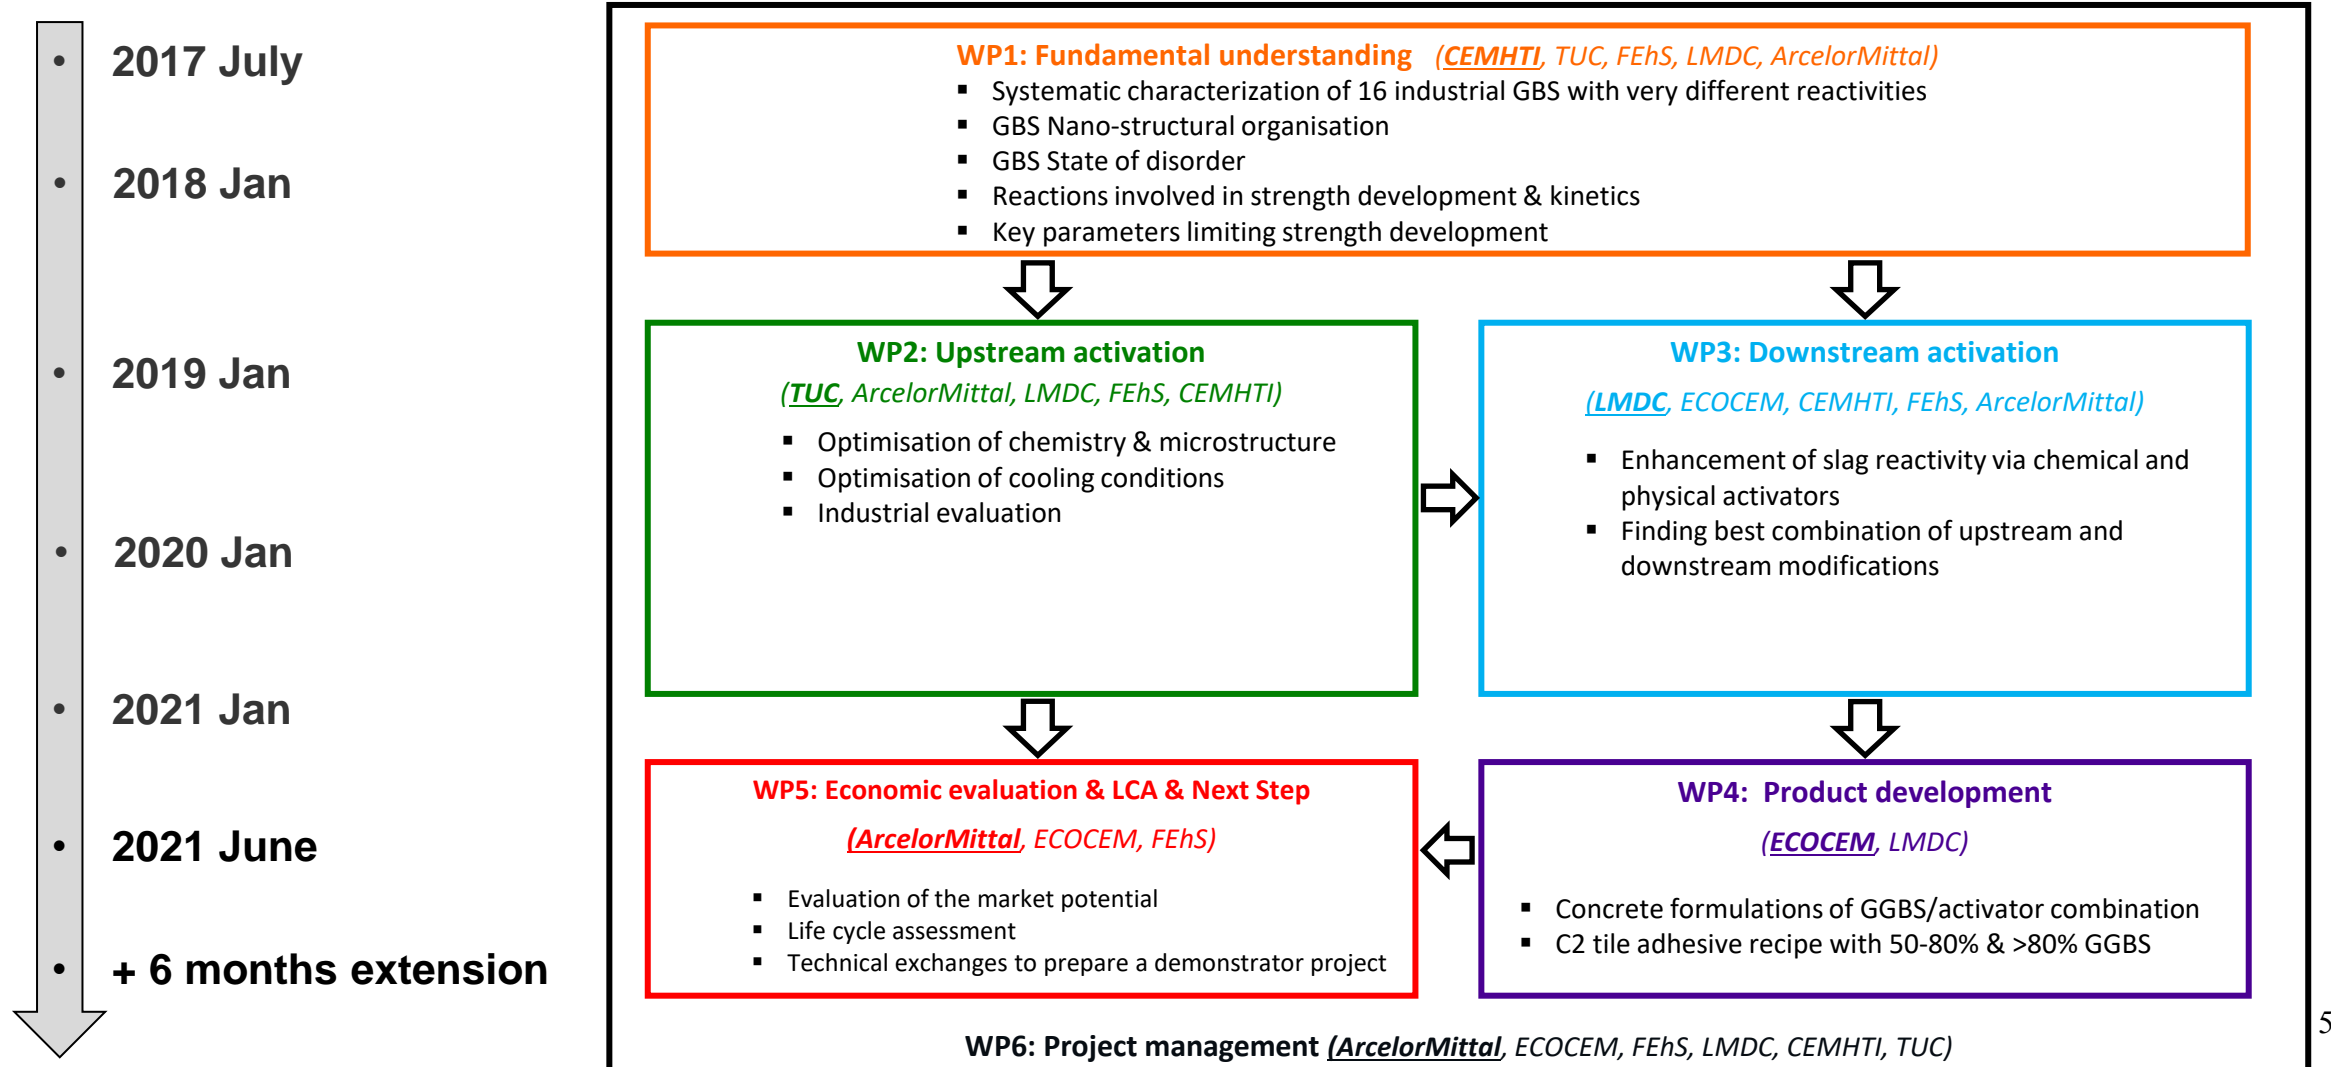 • 2017 July
• 2018 Jan
• 2019 Jan
• 2020 Jan
• 2021 Jan
• 2021 June
• + 6 months extension
WP1: Fundamental understanding (CEMHTI, TUC, FEhS, LMDC, ArcelorMittal)
▪ Systematic characterization of 16 industrial GBS with very different reactivities
▪ GBS Nano-structural organisation
▪ GBS State of disorder
▪ Reactions involved in strength development & kinetics
▪ Key parameters limiting strength development
WP2: Upstream activation
(TUC, ArcelorMittal, LMDC, FEhS, CEMHTI)
▪ Optimisation of chemistry & microstructure
▪ Optimisation of cooling conditions
▪ Industrial evaluation
WP3: Downstream activation
(LMDC, ECOCEM, CEMHTI, FEhS, ArcelorMittal)
▪ Enhancement of slag reactivity via chemical and
physical activators
▪ Finding best combination of upstream and
downstream modifications
WP5: Economic evaluation & LCA & Next Step
(ArcelorMittal, ECOCEM, FEhS)
▪ Evaluation of the market potential
▪ Life cycle assessment
▪ Technical exchanges to prepare a demonstrator project
WP4: Product development
(ECOCEM, LMDC)
▪ Concrete formulations of GGBS/activator combination
▪ C2 tile adhesive recipe with 50-80% & >80% GGBS
WP6: Project management (ArcelorMittal, ECOCEM, FEhS, LMDC, CEMHTI, TUC)
5